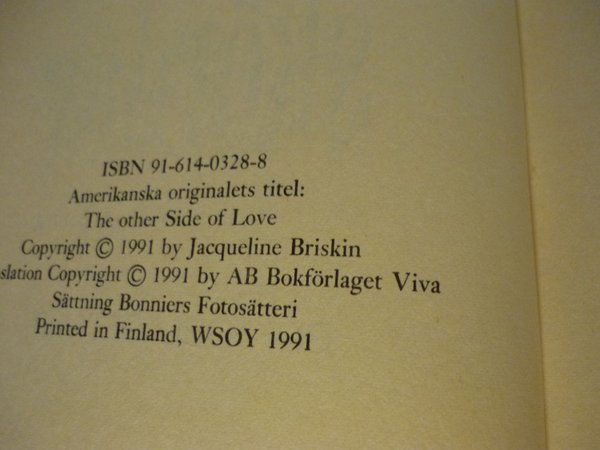 ISBN 91-614-0328-8
Amerikanska originalets titel:
The other Side of Love
Copyright © 1991 by Jacqueline Briskin
slation Copyright © 1991 by AB Bokförlaget Viva
Sättning Bonniers Fotosätteri
Printed in Finland, WSOY 1991